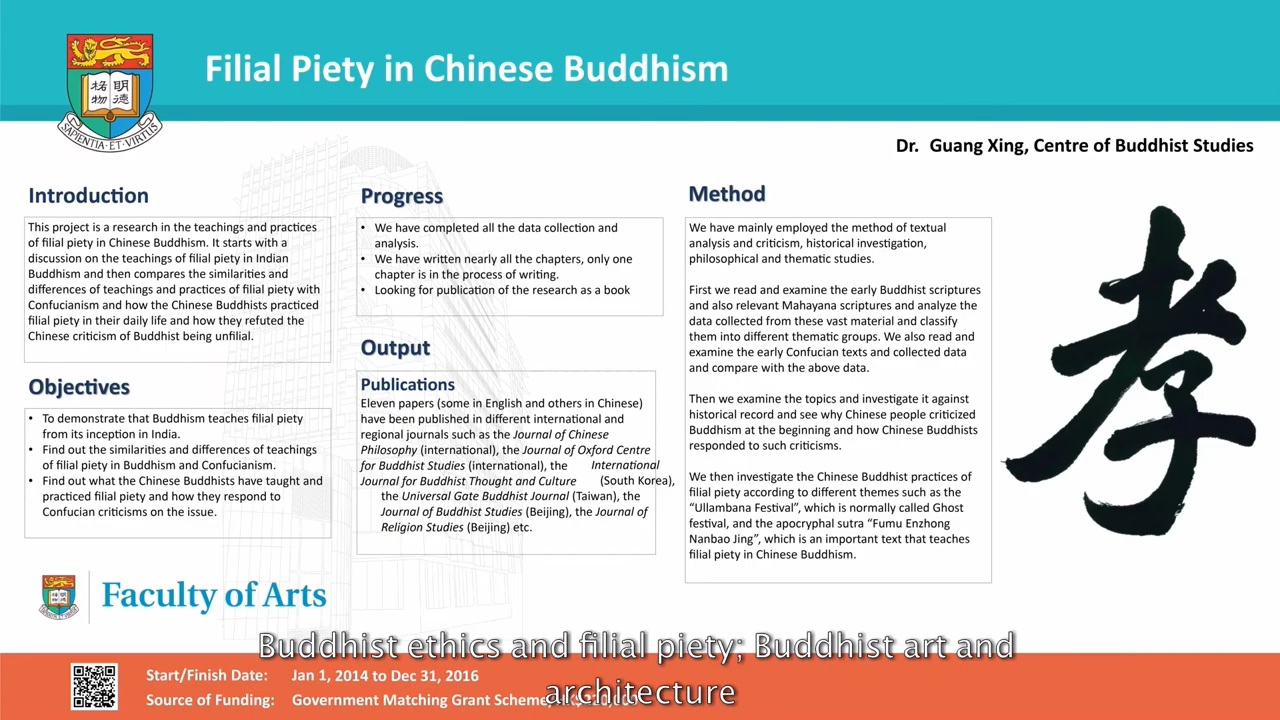 格物
明德
SAPIENTIA·ET·VIRTUS
Filial Piety in Chinese Buddhism
Dr. Guang Xing, Centre of Buddhist Studies
Introduction
This project is a research in the teachings and practices
of filial piety in Chinese Buddhism. It starts with a
discussion on the teachings of filial piety in Indian
Buddhism and then compares the similarities and
differences of teachings and practices of filial piety with
Confucianism and how the Chinese Buddhists practiced
filial piety in their daily life and how they refuted the
Chinese criticism of Buddhist being unfilial.
Objectives
• To demonstrate that Buddhism teaches filial piety
from its inception in India.
• Find out the similarities and differences of teachings
of filial piety in Buddhism and Confucianism.
• Find out what the Chinese Buddhists have taught and
practiced filial piety and how they respond to
Confucian criticisms on the issue.
Progress
• We have completed all the data collection and
analysis.
• We have written nearly all the chapters, only one
chapter is in the process of writing.
• Looking for publication of the research as a book
Output
Publications
Eleven papers (some in English and others in Chinese)
have been published in different international and
regional journals such as the Journal of Chinese
Philosophy (international), the Journal of Oxford Centre
for Buddhist Studies (international), the International
Journal for Buddhist Thought and Culture (South Korea),
the Universal Gate Buddhist Journal (Taiwan), the
Journal of Buddhist Studies (Beijing), the Journal of
Religion Studies (Beijing) etc.
Method
We have mainly employed the method of textual
analysis and criticism, historical investigation,
philosophical and thematic studies.
First we read and examine the early Buddhist scriptures
and also relevant Mahayana scriptures and analyze the
data collected from these vast material and classify
them into different thematic groups. We also read and
examine the early Confucian texts and collected data
and compare with the above data.
Then we examine the topics and investigate it against
historical record and see why Chinese people criticized
Buddhism at the beginning and how Chinese Buddhists
responded to such criticisms.
We then investigate the Chinese Buddhist practices of
filial piety according to different themes such as the
“Ullambana Festival”, which is normally called Ghost
festival, and the apocryphal sutra “Fumu Enzhong
Nanbao Jing”, which is an important text that teaches
filial piety in Chinese Buddhism.
孝
Faculty of Arts
Buddhist ethics and filial piety; Buddhist art and
architecture
Start/Finish Date: Jan 1, 2014 to Dec 31, 2016
Source of Funding: Government Matching Grant Scheme,